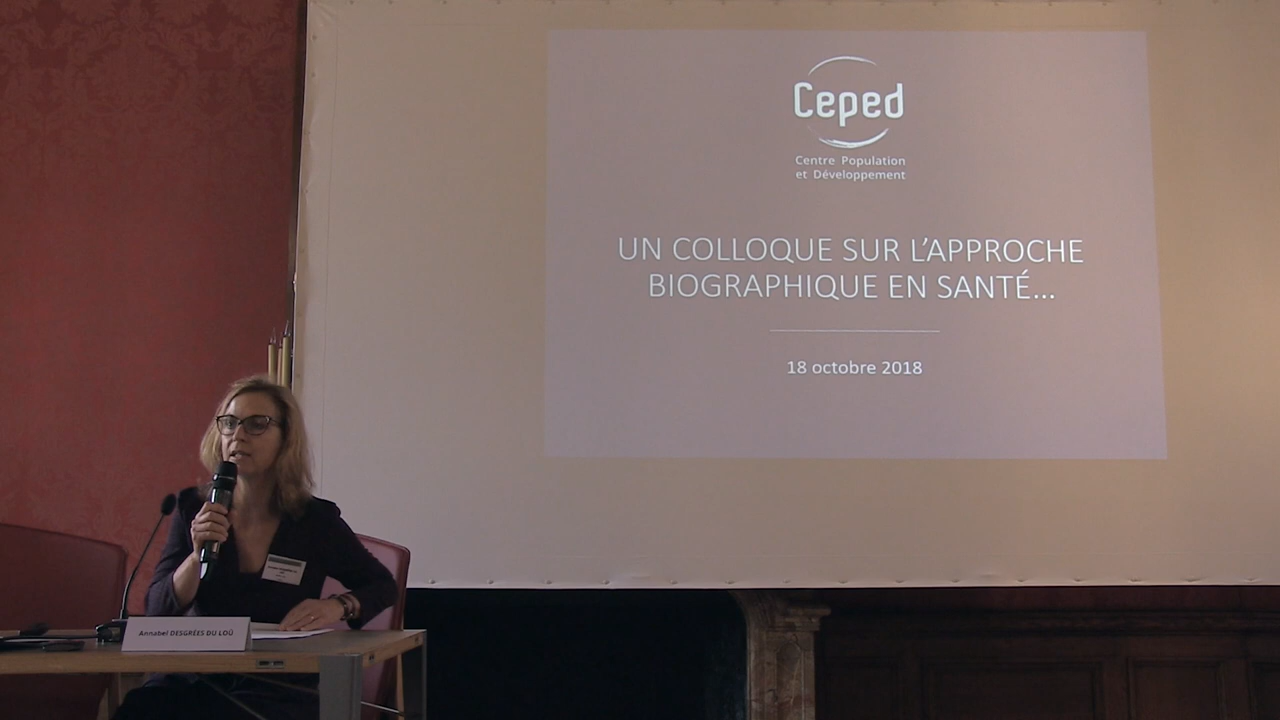 Ceped
Centre Population
et Développement
UN COLLOQUE SUR L'APPROCHE
BIOGRAPHIQUE EN SANTÉ...
18 octobre 2018
Annabel DESGRÉES DU LOÛ